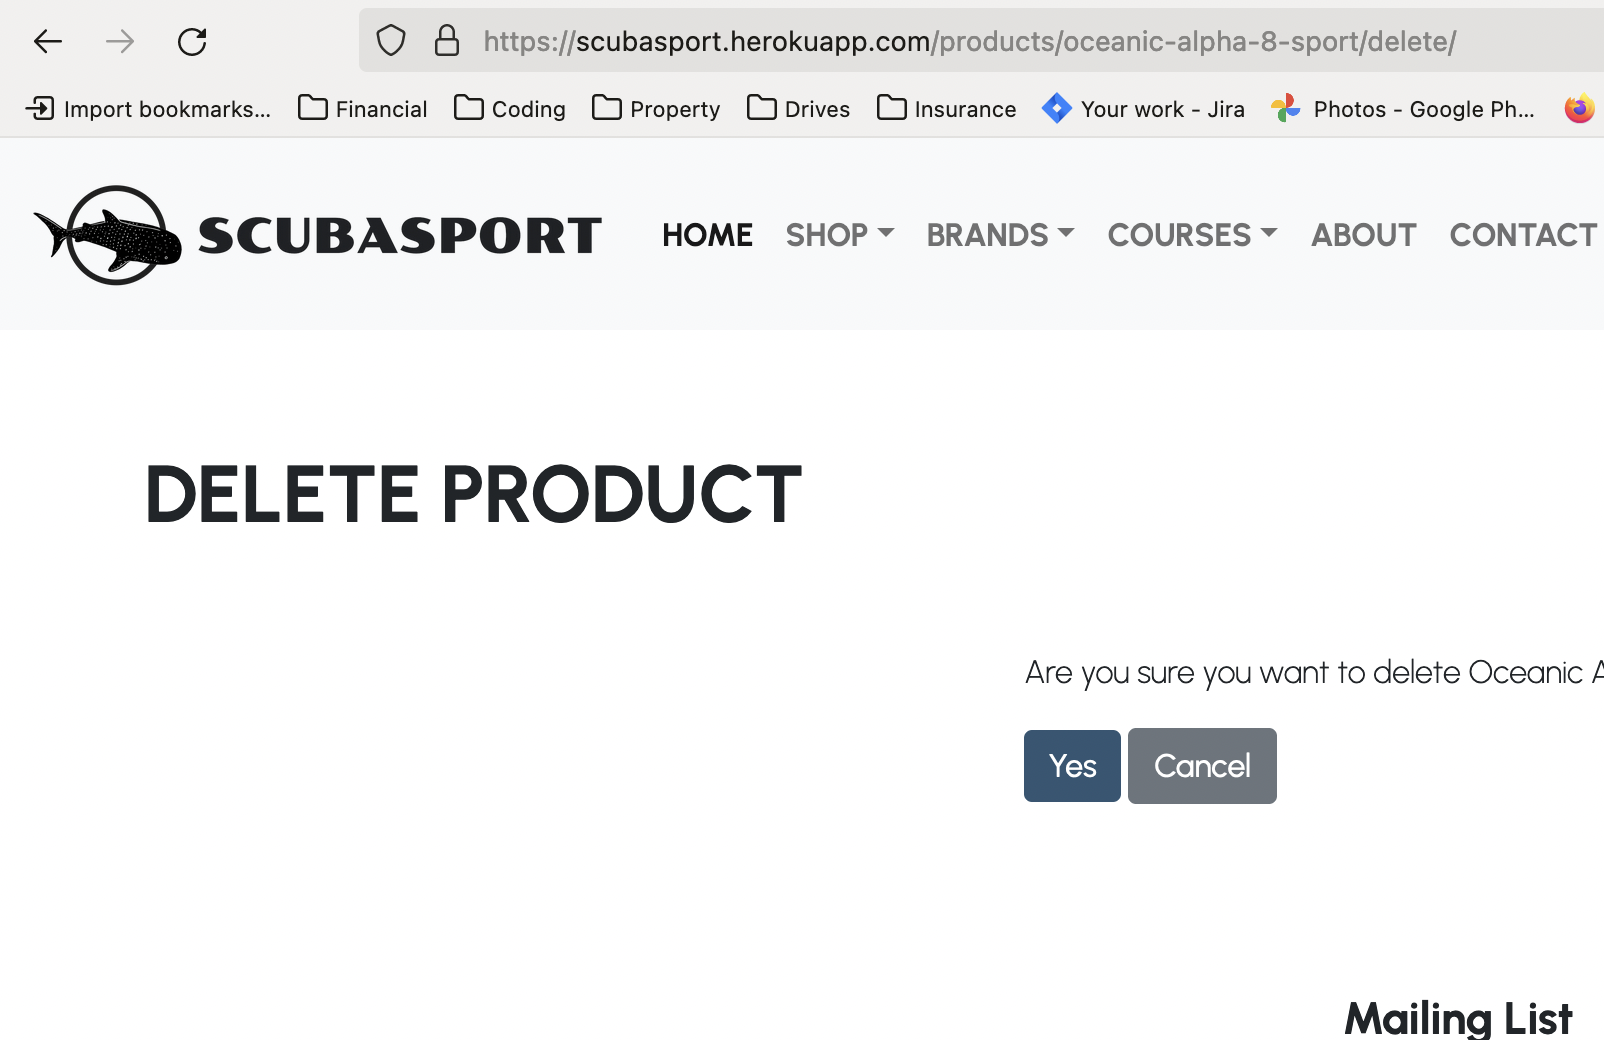 https://scubasport.herokuapp.com/products/oceanic-alpha-8-sport/delete/
Import bookmarks... Financial Coding Property Drives Insurance Your work - Jira Photos - Google Ph...
SCUBASPORT HOME SHOP BRANDS COURSES ABOUT CONTACT
DELETE PRODUCT
Are you sure you want to delete Oceanic A
Yes Cancel
Mailing List